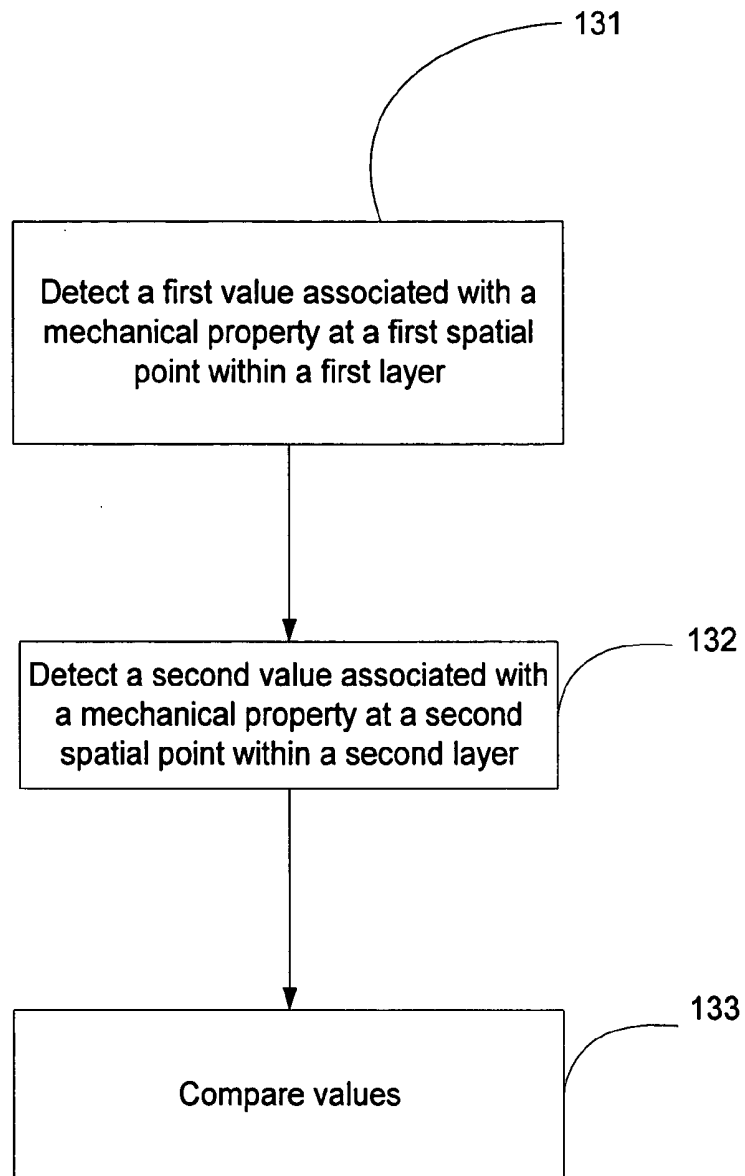 131
Detect a first value associated with a
mechanical property at a first spatial
point within a first layer
132
Detect a second value associated with
a mechanical property at a second
spatial point within a second layer
133
Compare values